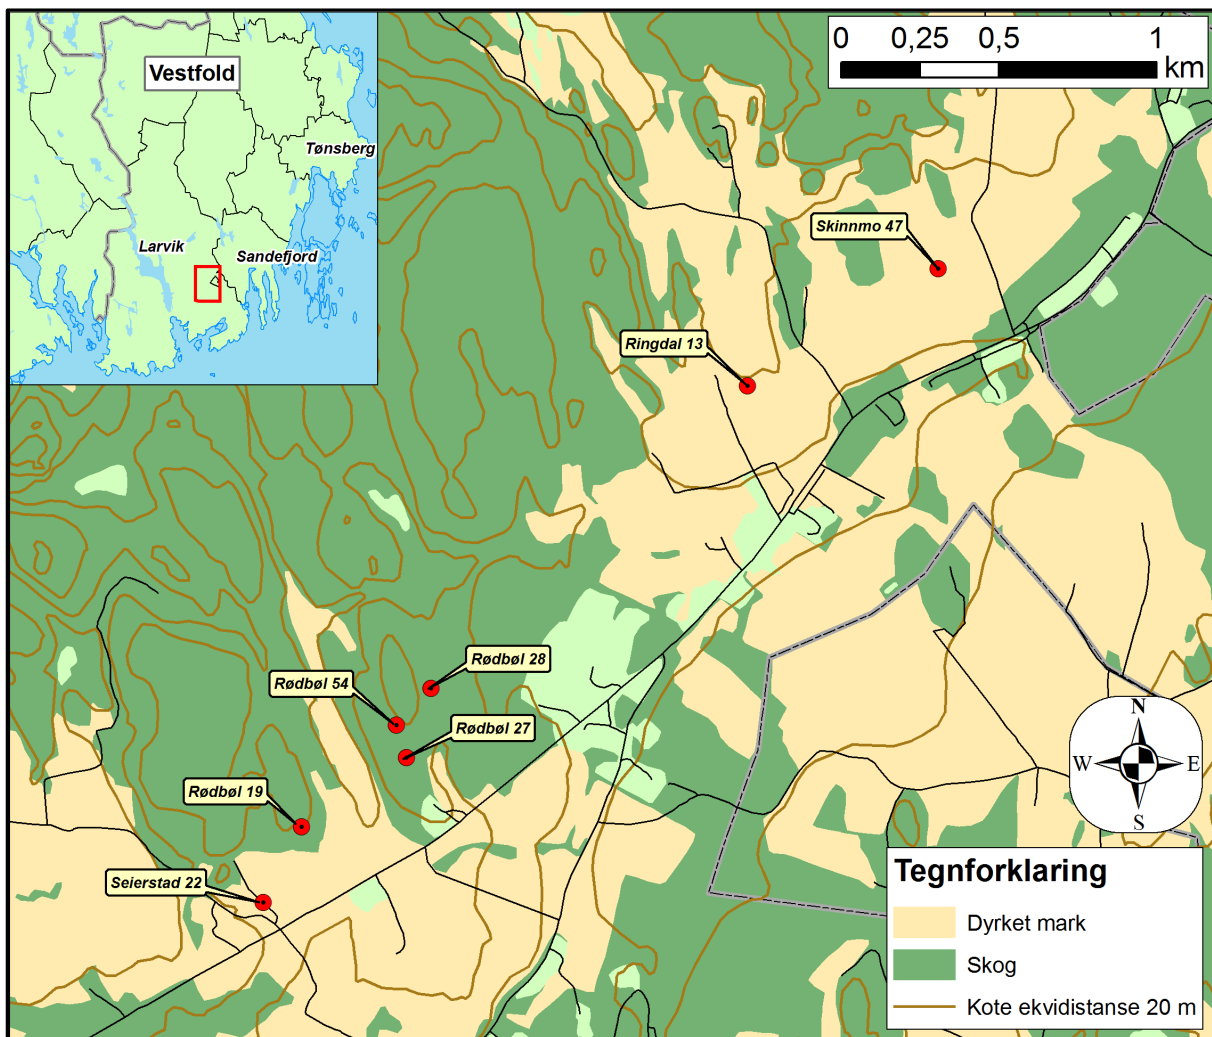 Vestfold
Tønsberg
Larvik
Sandefjord
0 0,25 0,5 1
km
Skinnmo 47
Ringdal 13
Rødbøl 28
Rødbøl 54
Rødbøl 27
Rødbøl 19
Seierstad 22
N
W E
S
Tegnforklaring
Dyrket mark
Skog
Kote ekvidistanse 20 m